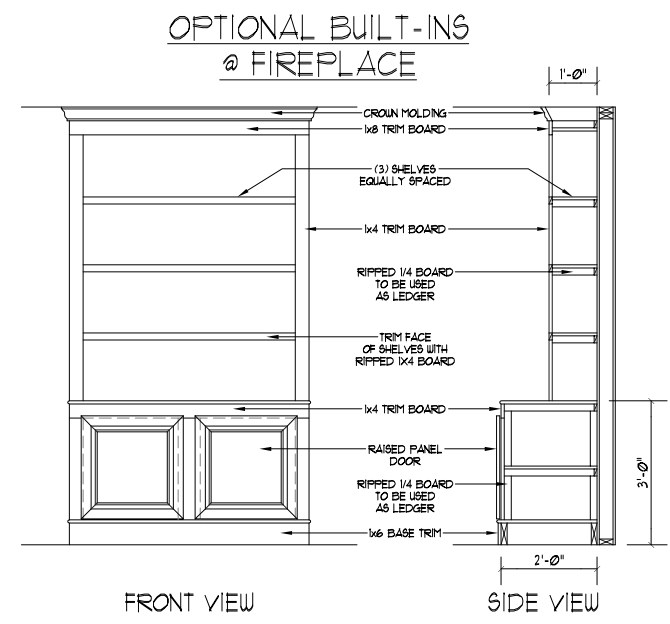 OPTIONAL BUILT-INS
@ FIREPLACE
1'-0"
CROWN MOLDING
1x8 TRIM BOARD
(3) SHELVES
EQUALLY SPACED
1x4 TRIM BOARD
RIPPED 1/4 BOARD
TO BE USED
AS LEDGER
TRIM FACE
OF SHELVES WITH
RIPPED 1X4 BOARD
1x4 TRIM BOARD
RAISED PANEL
DOOR
3'-0"
RIPPED 1/4 BOARD
TO BE USED
AS LEDGER
1x6 BASE TRIM
2'-0"
FRONT VIEW
SIDE VIEW